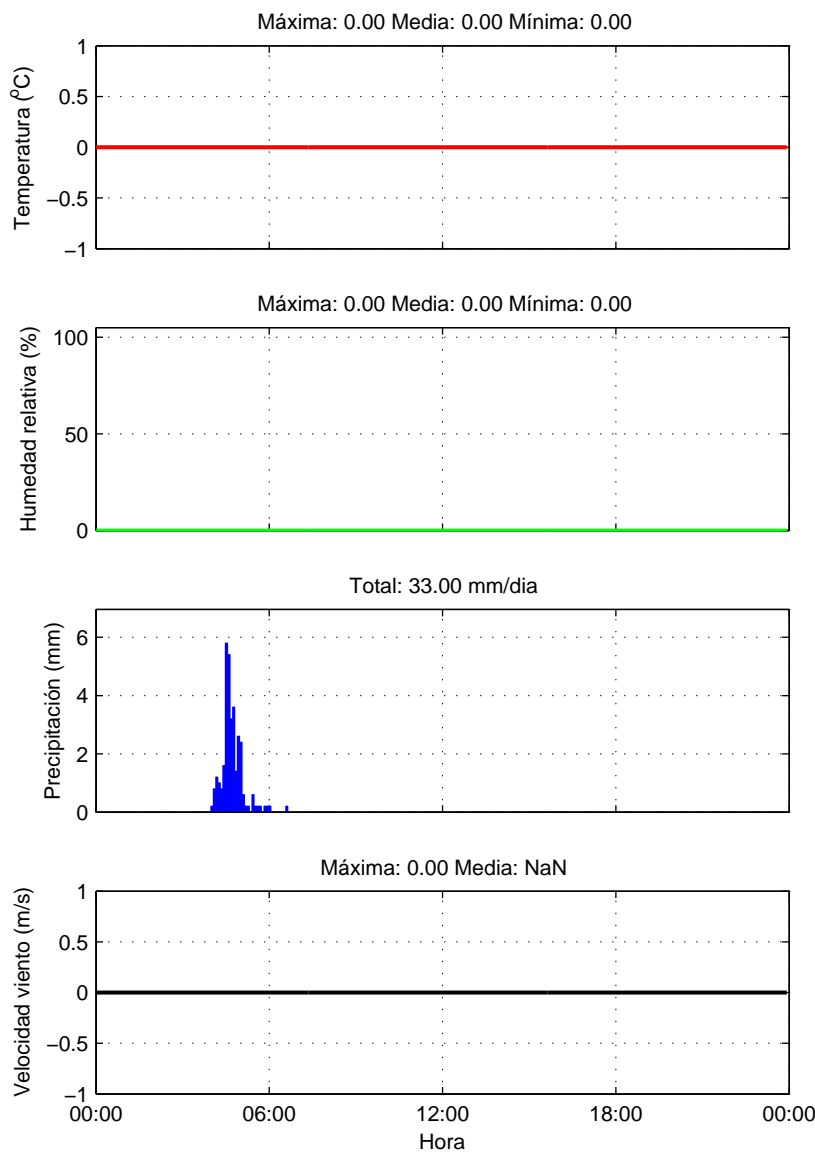 Máxima: 0.00 Media: 0.00 Mínima: 0.00
1
0.5
0
−0.5
−1
Temperatura (ºC)
Máxima: 0.00 Media: 0.00 Mínima: 0.00
100
50
0
Humedad relativa (%)
Total: 33.00 mm/dia
6
4
2
0
Precipitación (mm)
Máxima: 0.00 Media: NaN
1
0.5
0
−0.5
−1
Velocidad viento (m/s)
00:00 06:00 12:00 18:00 00:00
Hora